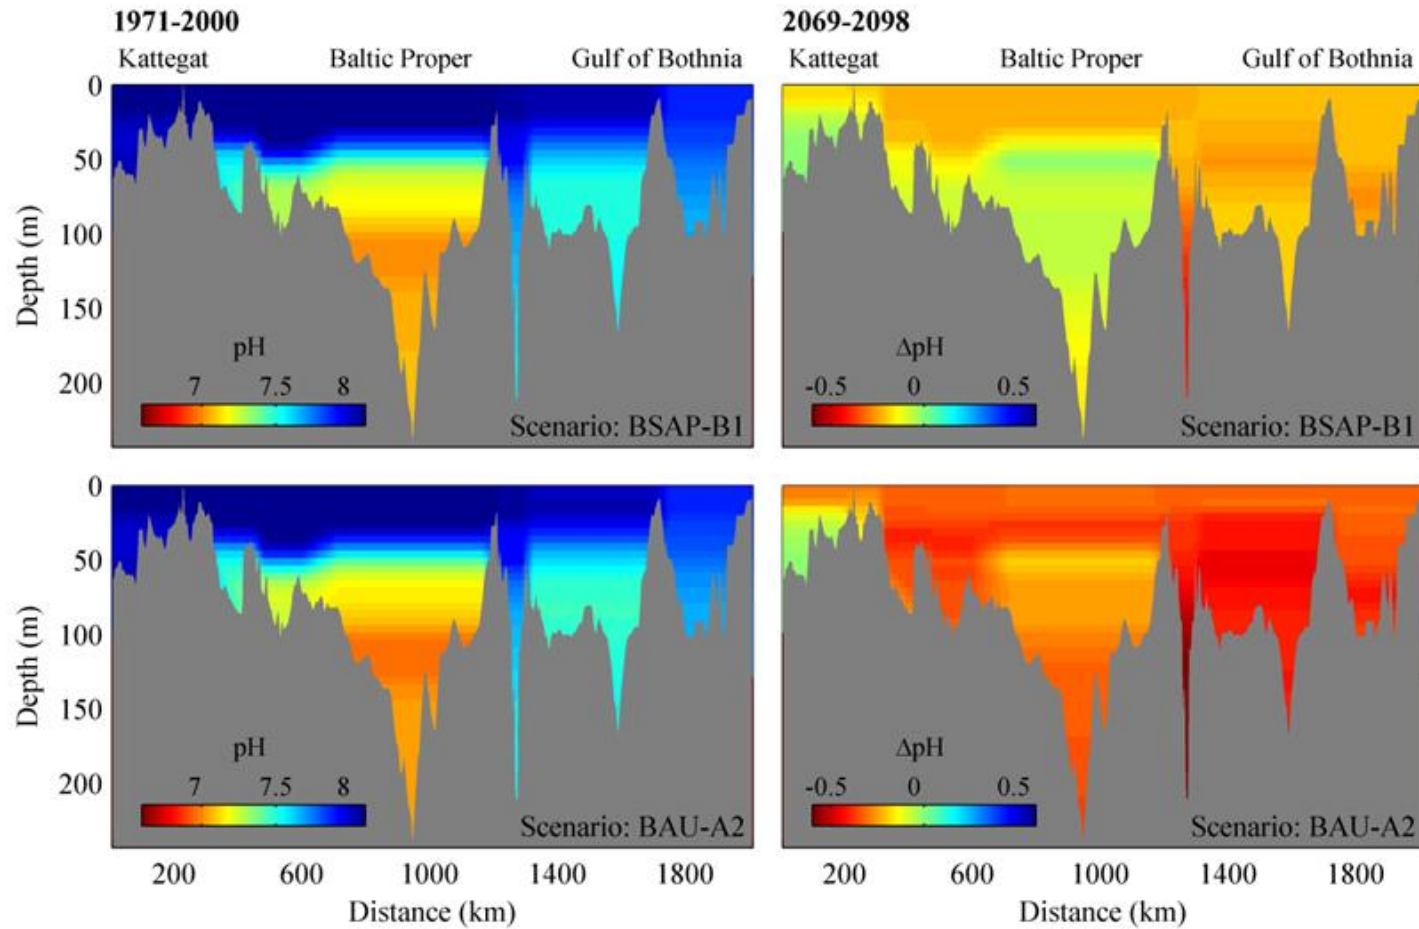 1971-2000 2069-2098
Kattegat Baltic Proper Gulf of Bothnia Kattegat Baltic Proper Gulf of Bothnia
0
50
100
150
200
Depth (m)
pH
7 7.5 8
Scenario: BSAP-B1
ΔpH
-0.5 0 0.5
Scenario: BSAP-B1
0
50
100
150
200
Depth (m)
pH
7 7.5 8
Scenario: BAU-A2
ΔpH
-0.5 0 0.5
Scenario: BAU-A2
200 600 1000 1400 1800 200 600 1000 1400 1800
Distance (km) Distance (km)